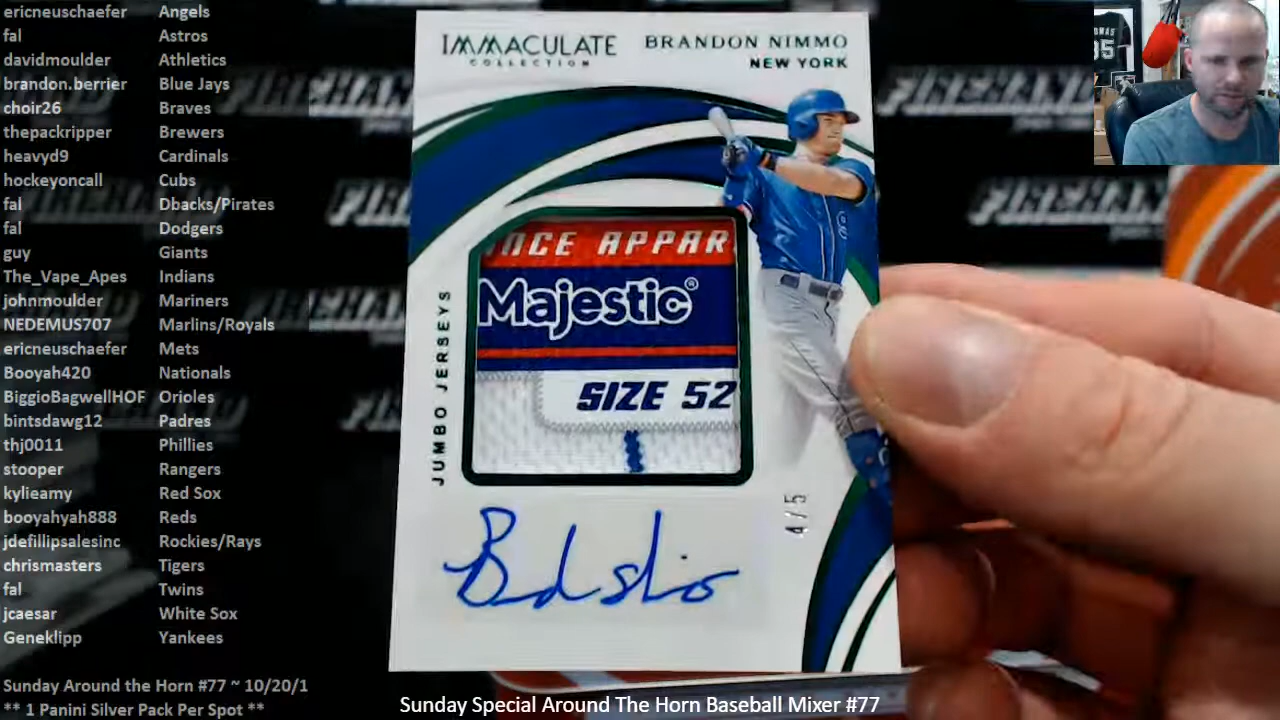 ericneuschaefer Angels
fal Astros
davidmoulder Athletics
brandon.berrier Blue Jays
choir26 Braves
thepackripper Brewers
heavyd9 Cardinals
hockeyoncall Cubs
fal Dbacks/Pirates
fal Dodgers
guy Giants
The_Vape_Apes Indians
johnmoulder Mariners
NEDEMUS707 Marlins/Royals
ericneuschaefer Mets
Booyah420 Nationals
BiggioBagwellHOF Orioles
bintsdawg12 Padres
thj0011 Phillies
stooper Rangers
kylieamy Red Sox
booyahyah888 Reds
jdefillipsalesinc Rockies/Rays
chrismasters Tigers
fal Twins
jcaesar White Sox
Geneklipp Yankees
Sunday Around the Horn #77 ~ 10/20/1
** 1 Panini Silver Pack Per Spot **
IMMACULATE
COLLECTION
BRANDON NIMMO
NEW YORK
JUMBO JERSEYS
NCE APPAR
Majestic®
SIZE 52
4/5
FIREHAND
FIREHAND
35
Sunday Special Around The Horn Baseball Mixer #77